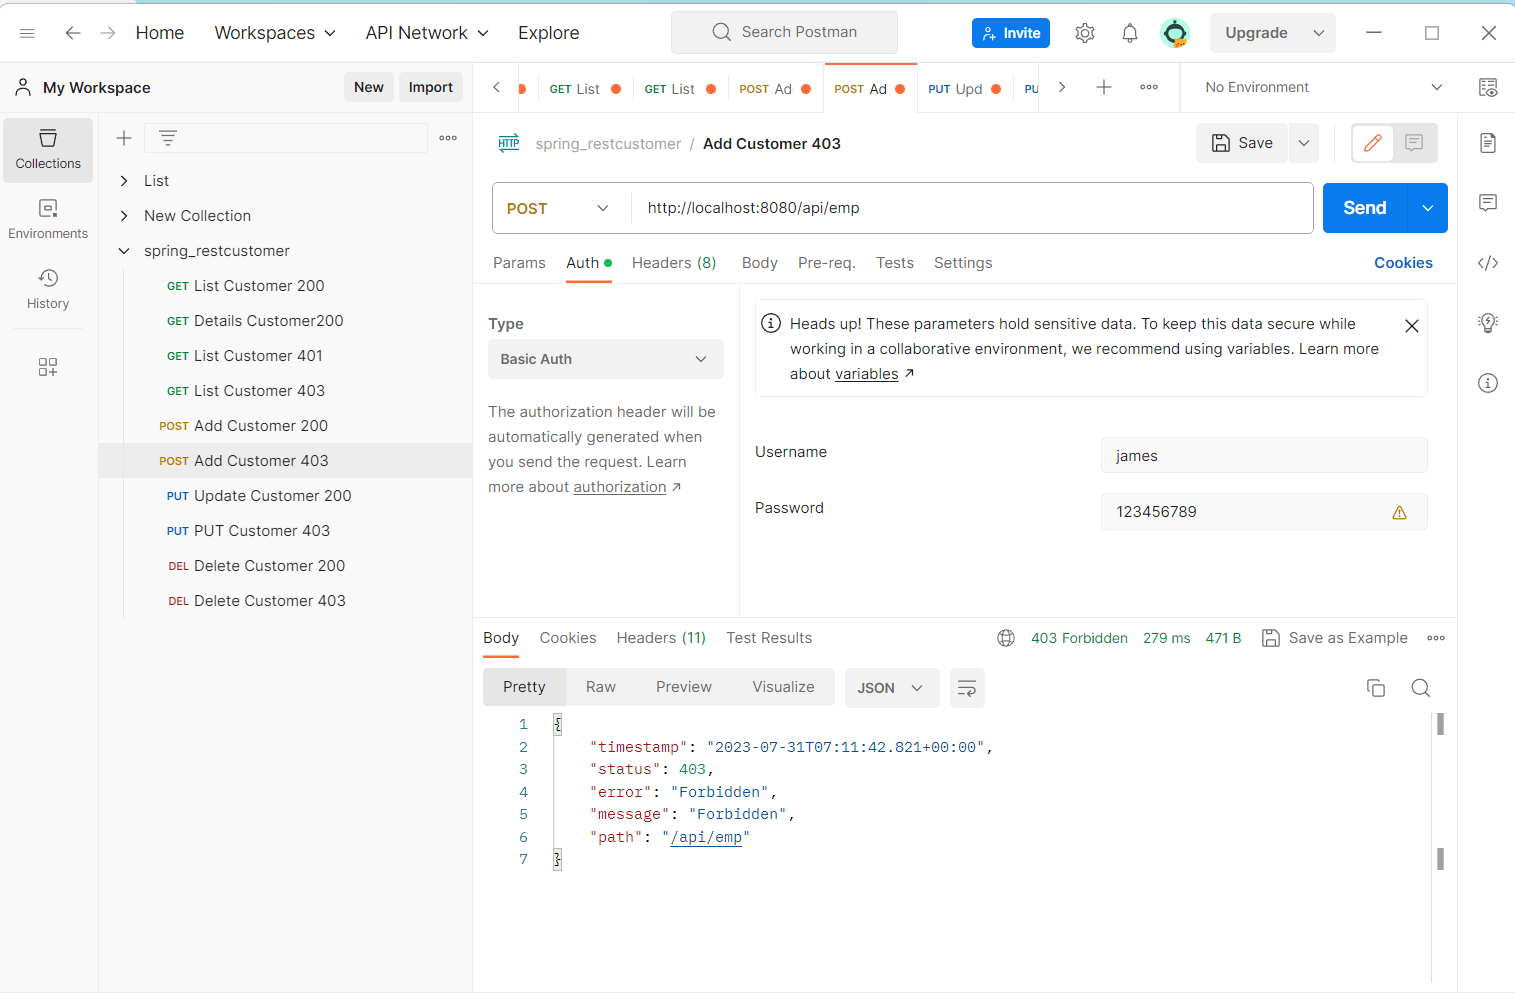 Home Workspaces API Network Explore Search Postman Invite Upgrade
My Workspace New Import GET List GET List POST Ad POST Ad PUT Upd PU No Environment
Collections
Environments
History
List
New Collection
spring_restcustomer
GET List Customer 200
GET Details Customer200
GET List Customer 401
GET List Customer 403
POST Add Customer 200
POST Add Customer 403
PUT Update Customer 200
PUT PUT Customer 403
DEL Delete Customer 200
DEL Delete Customer 403
HTTP spring_restcustomer / Add Customer 403 Save
POST http://localhost:8080/api/emp Send
Params Auth Headers (8) Body Pre-req. Tests Settings Cookies
Type
Basic Auth
The authorization header will be
automatically generated when
you send the request. Learn
more about authorization ↗
Heads up! These parameters hold sensitive data. To keep this data secure while
working in a collaborative environment, we recommend using variables. Learn more
about variables ↗
Username james
Password 123456789
Body Cookies Headers (11) Test Results 403 Forbidden 279 ms 471 B Save as Example
Pretty Raw Preview Visualize JSON
1 {
2 "timestamp": "2023-07-31T07:11:42.821+00:00",
3 "status": 403,
4 "error": "Forbidden",
5 "message": "Forbidden",
6 "path": "/api/emp"
7 }